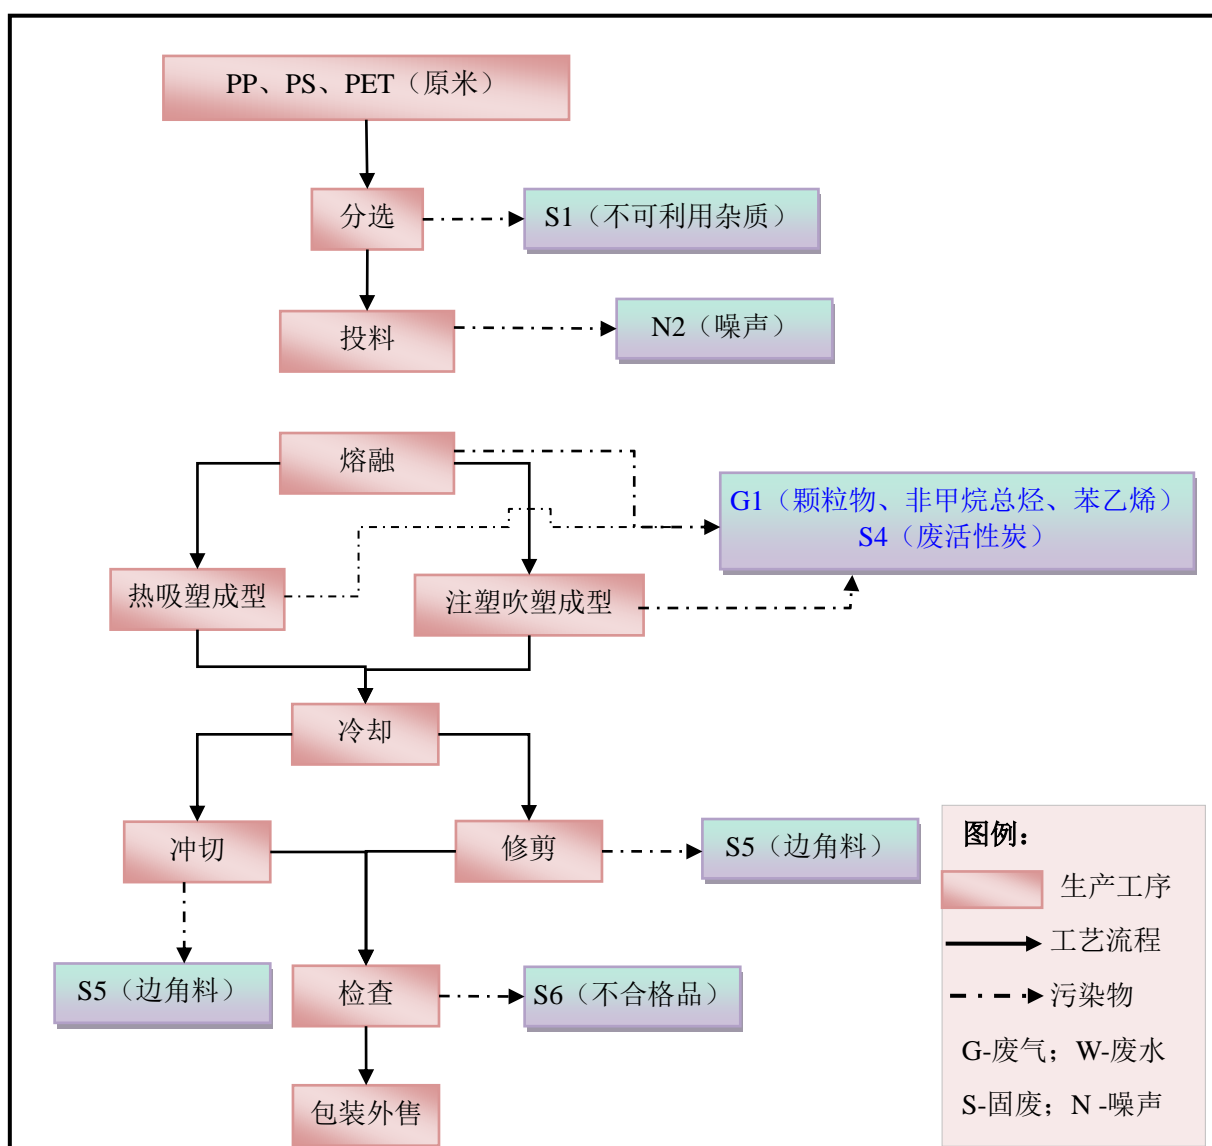 PP、PS、PET（原米）
分选
S1（不可利用杂质）
投料
N2（噪声）
熔融
G1（颗粒物、非甲烷总烃、苯乙烯）
S4（废活性炭）
热吸塑成型
注塑吹塑成型
冷却
冲切
修剪
S5（边角料）
S5（边角料）
检查
S6（不合格品）
包装外售
图例：
生产工序
工艺流程
污染物
G-废气；W-废水
S-固废；N -噪声